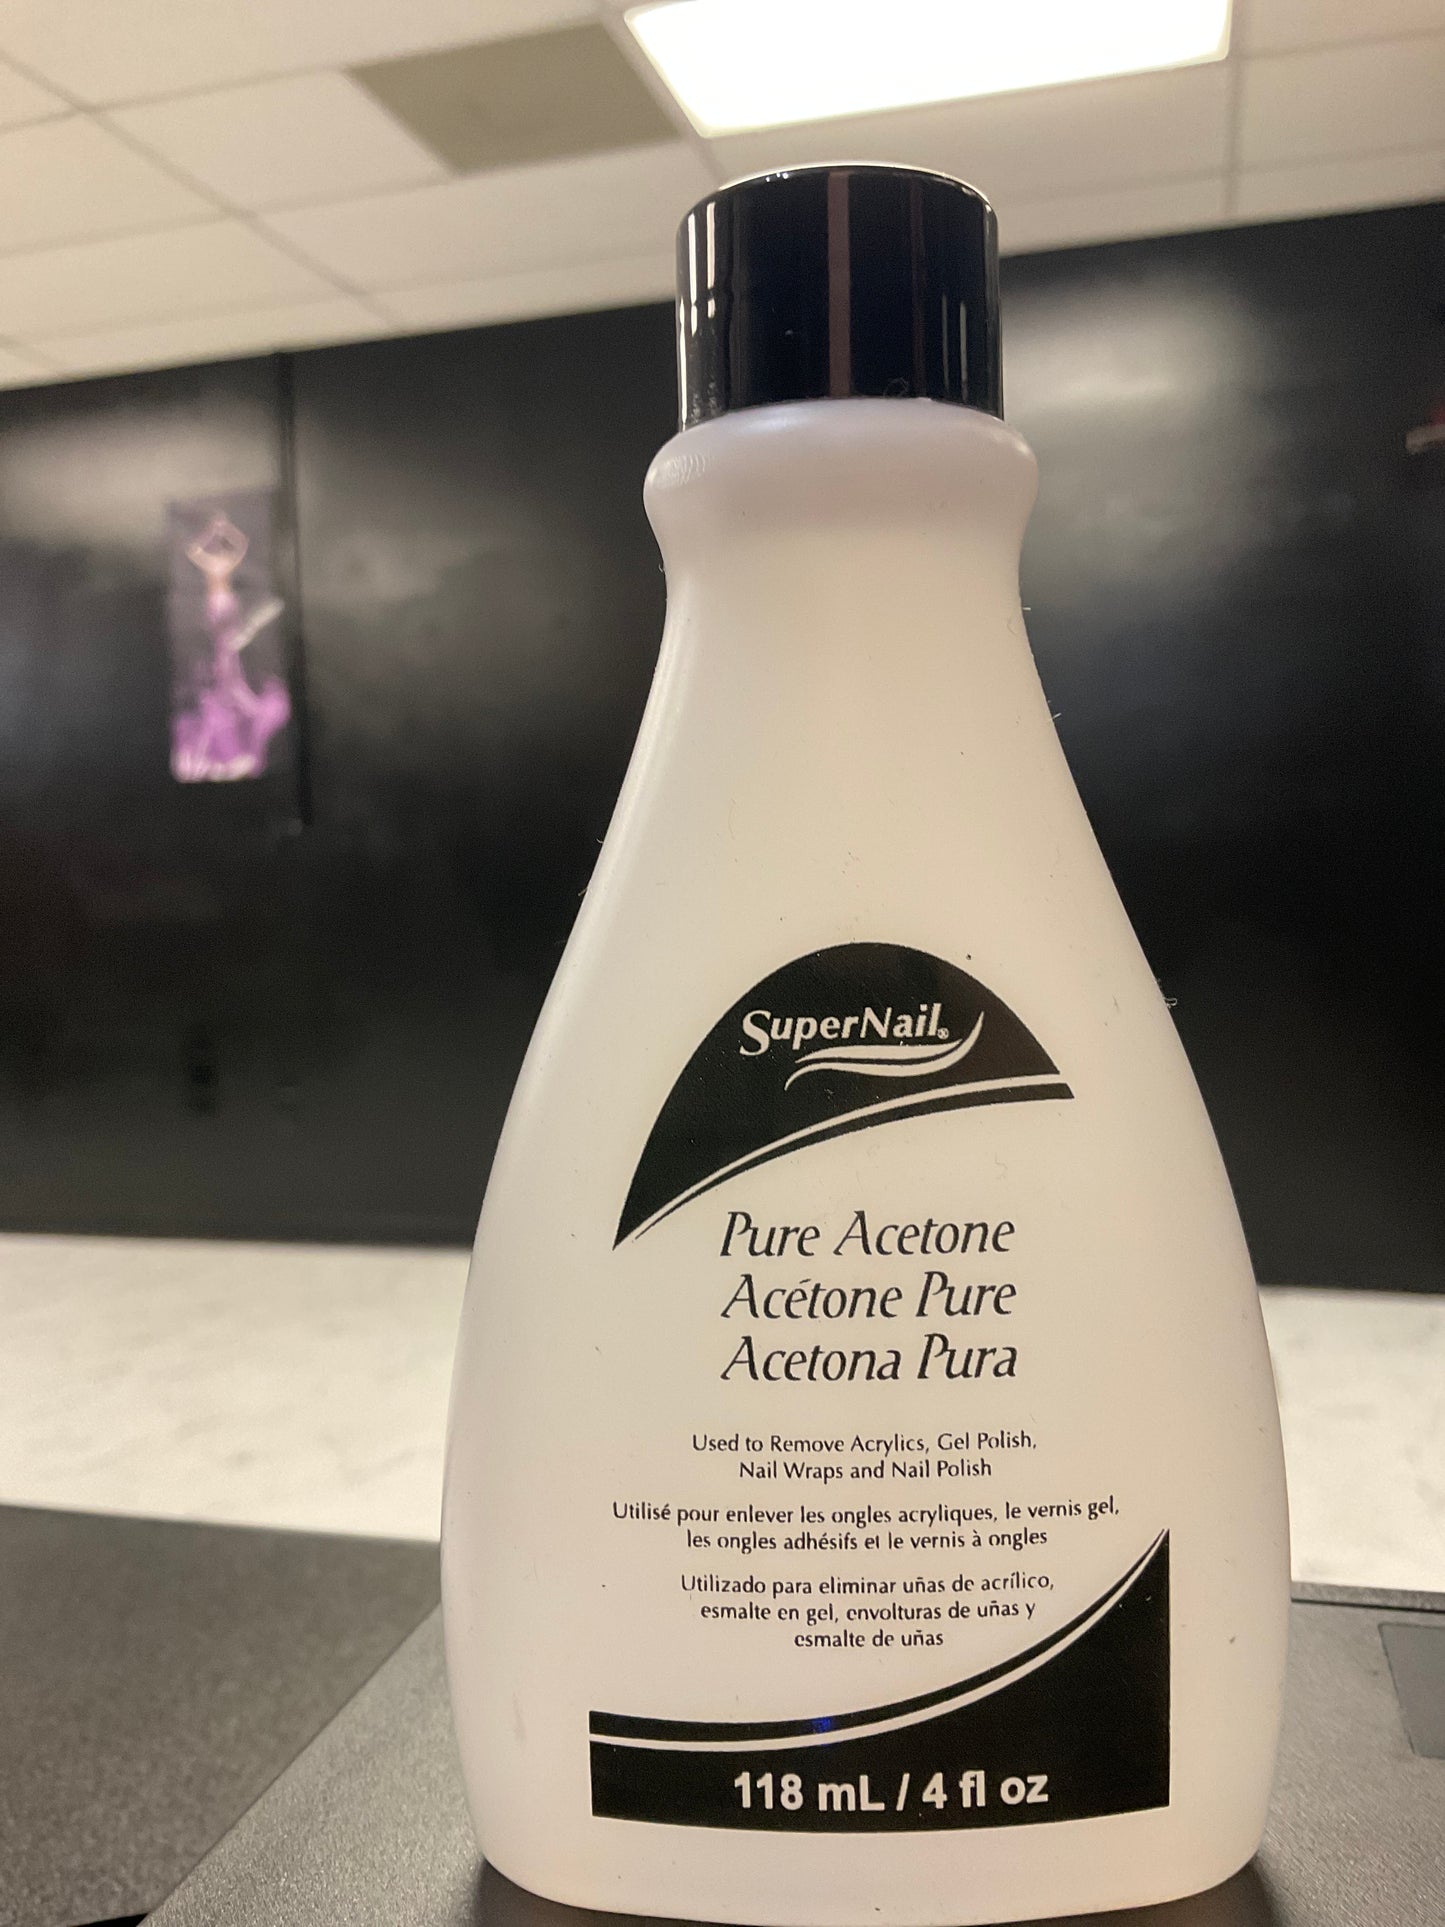 SuperNail®
Pure Acetone
Acétone Pure
Acetona Pura
Used to Remove Acrylics, Gel Polish,
Nail Wraps and Nail Polish
Utilisé pour enlever les ongles acryliques, le vernis gel,
les ongles adhésifs et le vernis à ongles
Utilizado para eliminar uñas de acrílico,
esmalte en gel, envolturas de uñas y
esmalte de uñas
118 mL / 4 fl oz